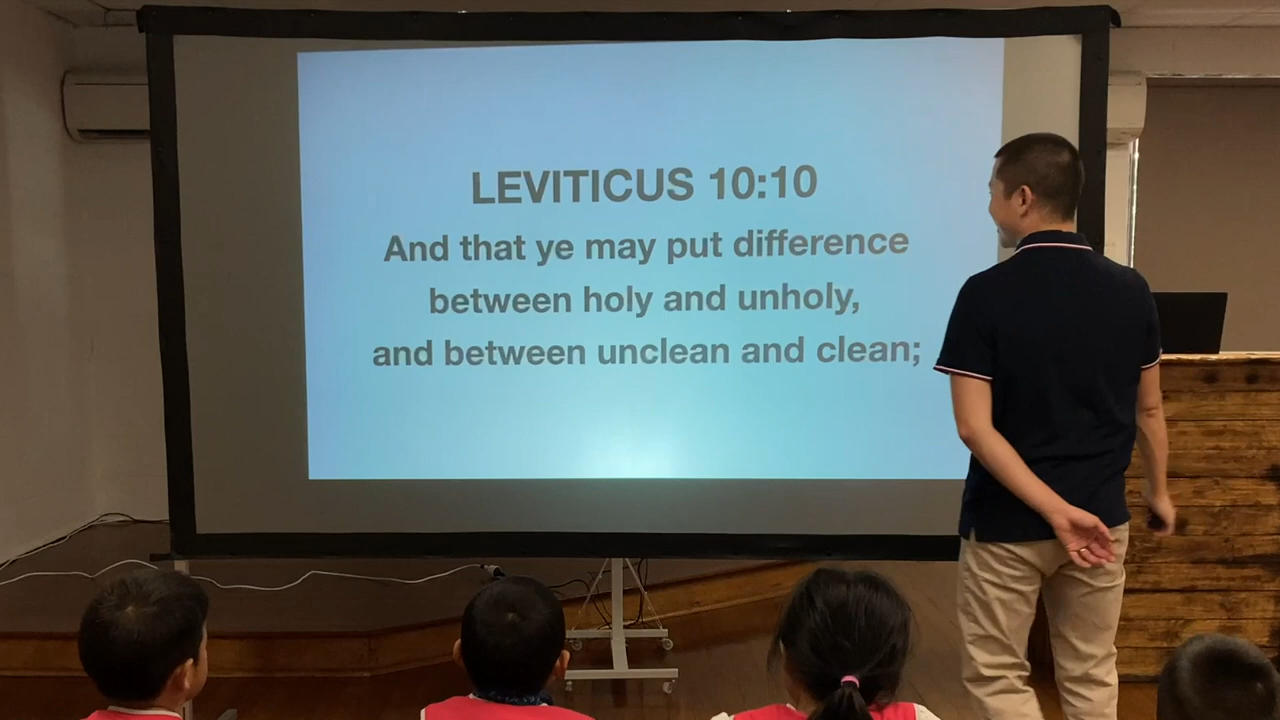 LEVITICUS 10:10
And that ye may put difference
between holy and unholy,
and between unclean and clean;